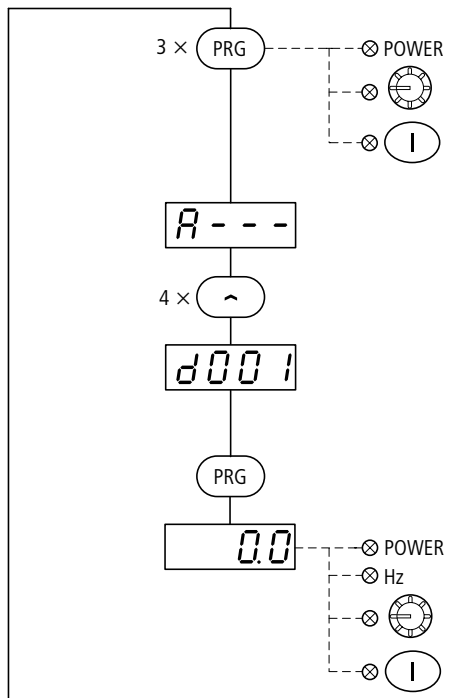 3 × PRG POWER
I
A---
4 ×
d001
PRG
0.0 POWER
Hz
I